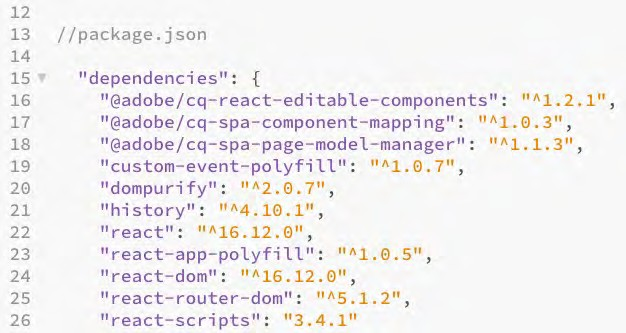 12
13 //package.json
14
15 "dependencies": {
16 "@adobe/cq-react-editable-components": "^1.2.1",
17 "@adobe/cq-spa-component-mapping": "^1.0.3",
18 "@adobe/cq-spa-page-model-manager": "^1.1.3",
19 "custom-event-polyfill": "^1.0.7",
20 "dompurify": "^2.0.7",
21 "history": "^4.10.1",
22 "react": "^16.12.0",
23 "react-app-polyfill": "^1.0.5",
24 "react-dom": "^16.12.0",
25 "react-router-dom": "^5.1.2",
26 "react-scripts": "3.4.1"